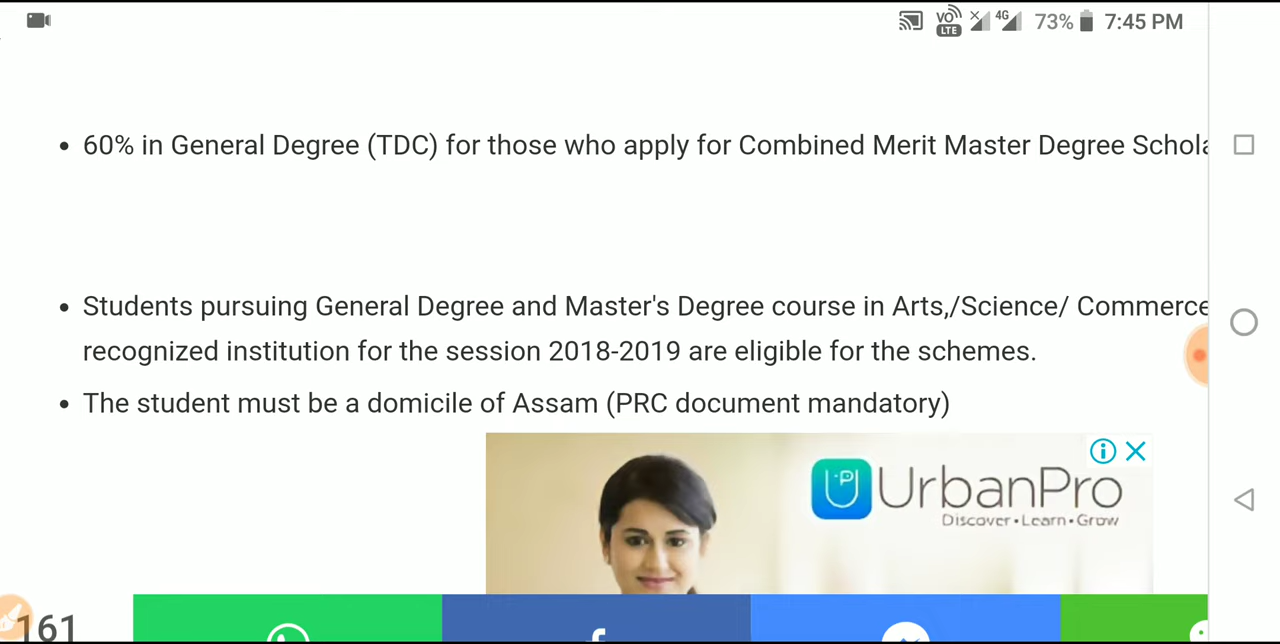 VO LTE 4G 73% 7:45 PM
60% in General Degree (TDC) for those who apply for Combined Merit Master Degree
Students pursuing General Degree and Master's Degree course in Arts,/Science/ Commerce
recognized institution for the session 2018-2019 are eligible for the schemes.
The student must be a domicile of Assam (PRC document mandatory)
UrbanPro
Discover•Learn•Grow
161